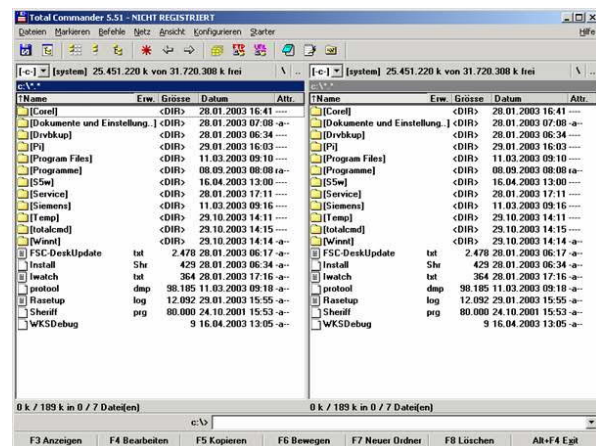 Total Commander 5.51 - NICHT REGISTRIERT
Dateien Markieren Befehle Netz Ansicht Konfigurieren Starter Hilfe
[-c-] [system] 25.451.220 k von 31.720.308 k frei \ ..
c:\*.*
↑Name Erw. Grösse Datum Attr.
[Corel] <DIR> 28.01.2003 16:41 ----
[Dokumente und Einstellung..] <DIR> 28.01.2003 07:08 -a--
[Drvbkup] <DIR> 28.01.2003 06:34 ----
[Pi] <DIR> 29.01.2003 16:03 ----
[Program Files] <DIR> 11.03.2003 09:10 ----
[Programme] <DIR> 08.09.2003 08:08 ra--
[S5w] <DIR> 16.04.2003 13:00 ----
[Service] <DIR> 28.01.2003 17:11 ----
[Siemens] <DIR> 11.03.2003 09:16 ----
[Temp] <DIR> 29.10.2003 14:11 ----
[totalcmd] <DIR> 29.10.2003 14:15 ----
[Winnt] <DIR> 29.10.2003 14:14 -a--
FSC-DeskUpdate txt 2.478 28.01.2003 06:17 -a--
Install Shr 429 28.01.2003 06:34 -a--
Iwatch txt 364 28.01.2003 17:16 -a--
protool dmp 98.185 11.03.2003 09:18 -a--
Rasetup log 12.092 29.01.2003 15:55 -a--
Sheriff prg 80.000 24.10.2001 15:53 -a--
WKSDebug 9 16.04.2003 13:05 -a--
0 k / 189 k in 0 / 7 Datei(en)
[-c-] [system] 25.451.220 k von 31.720.308 k frei \ ..
c:\*.*
↑Name Erw. Grösse Datum Attr.
[Corel] <DIR> 28.01.2003 16:41 ----
[Dokumente und Einstellung..] <DIR> 28.01.2003 07:08 -a--
[Drvbkup] <DIR> 28.01.2003 06:34 ----
[Pi] <DIR> 29.01.2003 16:03 ----
[Program Files] <DIR> 11.03.2003 09:10 ----
[Programme] <DIR> 08.09.2003 08:08 ra--
[S5w] <DIR> 16.04.2003 13:00 ----
[Service] <DIR> 28.01.2003 17:11 ----
[Siemens] <DIR> 11.03.2003 09:16 ----
[Temp] <DIR> 29.10.2003 14:11 ----
[totalcmd] <DIR> 29.10.2003 14:15 ----
[Winnt] <DIR> 29.10.2003 14:14 -a--
FSC-DeskUpdate txt 2.478 28.01.2003 06:17 -a--
Install Shr 429 28.01.2003 06:34 -a--
Iwatch txt 364 28.01.2003 17:16 -a--
protool dmp 98.185 11.03.2003 09:18 -a--
Rasetup log 12.092 29.01.2003 15:55 -a--
Sheriff prg 80.000 24.10.2001 15:53 -a--
WKSDebug 9 16.04.2003 13:05 -a--
0 k / 189 k in 0 / 7 Datei(en)
c:\>
F3 Anzeigen F4 Bearbeiten F5 Kopieren F6 Bewegen F7 Neuer Ordner F8 Löschen Alt+F4 Exit